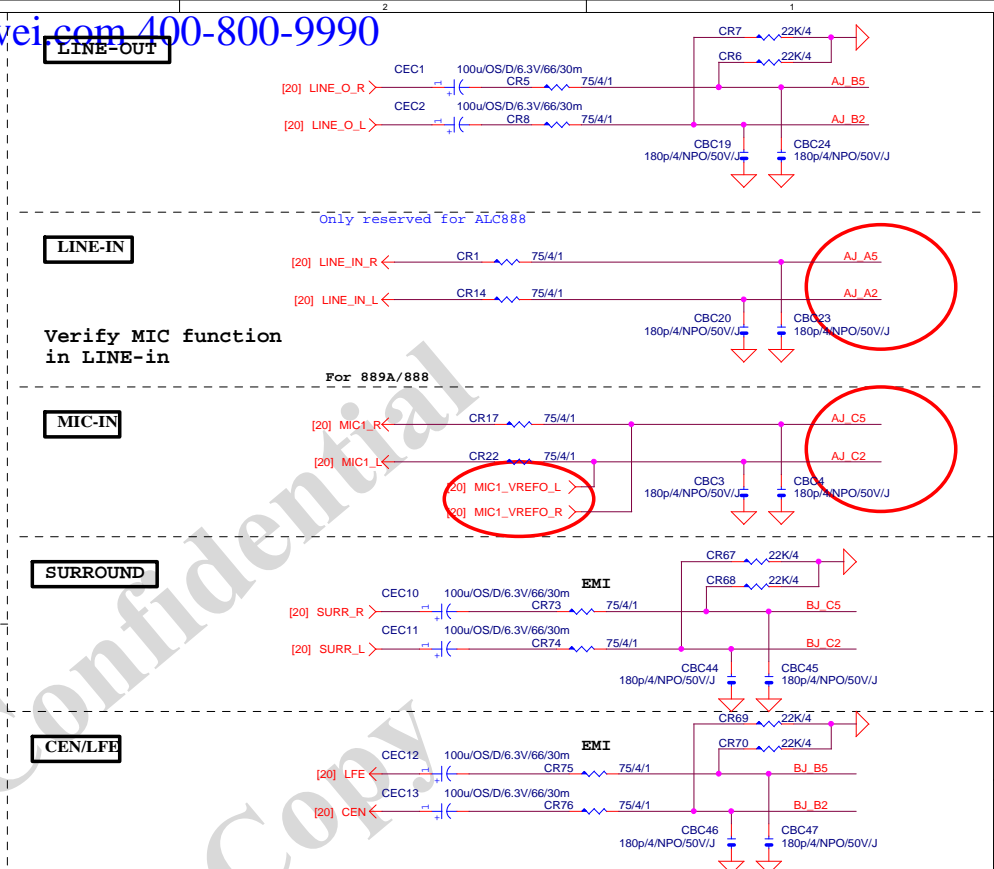 2 1
vei.com 400-800-9990
LINE-OUT
CR7 22K/4
CR6 22K/4
CEC1 100u/OS/D/6.3V/66/30m
[20] LINE_O_R 1 + CR5 75/4/1 AJ_B5
CEC2 100u/OS/D/6.3V/66/30m
[20] LINE_O_L 1 + CR8 75/4/1 AJ_B2
CBC19 CBC24
180p/4/NPO/50V/J 180p/4/NPO/50V/J
Only reserved for ALC888
LINE-IN
[20] LINE_IN_R CR1 75/4/1 AJ_A5
[20] LINE_IN_L CR14 75/4/1 AJ_A2
CBC20 CBC23
180p/4/NPO/50V/J 180p/4/NPO/50V/J
Verify MIC function
in LINE-in
For 889A/888
MIC-IN
[20] MIC1_R CR17 75/4/1 AJ_C5
[20] MIC1_L CR22 75/4/1 AJ_C2
[20] MIC1_VREFO_L
[20] MIC1_VREFO_R
CBC3 CBC4
180p/4/NPO/50V/J 180p/4/NPO/50V/J
SURROUND
CR67 22K/4
CR68 22K/4
EMI
CEC10 100u/OS/D/6.3V/66/30m
[20] SURR_R 1 + CR73 75/4/1 BJ_C5
CEC11 100u/OS/D/6.3V/66/30m
[20] SURR_L 1 + CR74 75/4/1 BJ_C2
CBC44 CBC45
180p/4/NPO/50V/J 180p/4/NPO/50V/J
CEN/LFE
CR69 22K/4
CR70 22K/4
EMI
CEC12 100u/OS/D/6.3V/66/30m
[20] LFE 1 + CR75 75/4/1 BJ_B5
CEC13 100u/OS/D/6.3V/66/30m
[20] CEN 1 + CR76 75/4/1 BJ_B2
CBC46 CBC47
180p/4/NPO/50V/J 180p/4/NPO/50V/J
Confidential
Copy